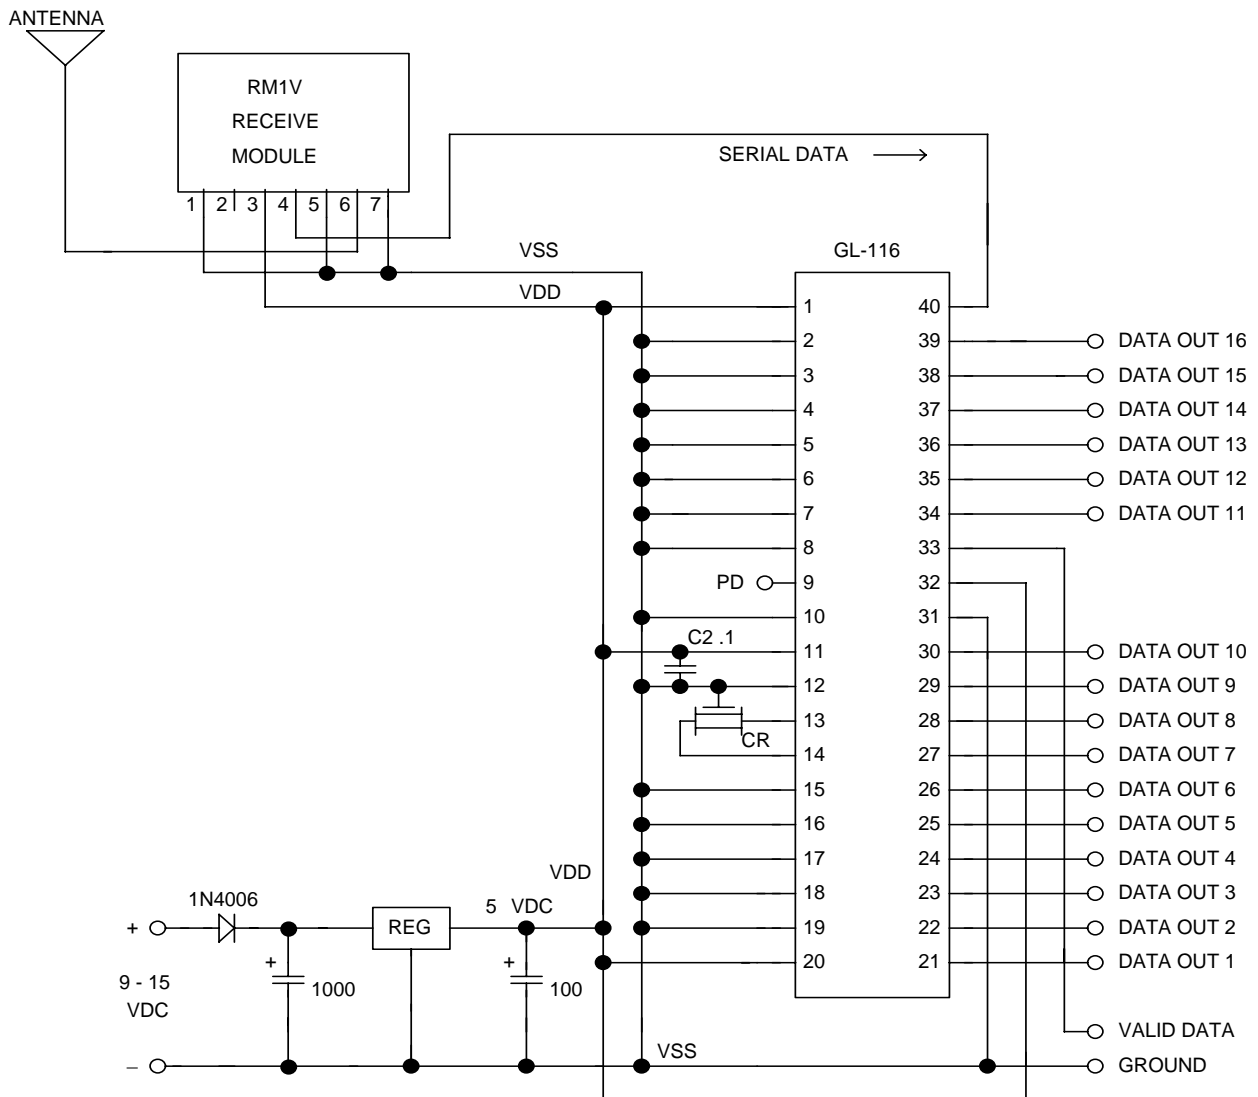 ANTENNA
RM1V
RECEIVE
MODULE
SERIAL DATA
1 2 3 4 5 6 7
VSS
GL-116
VDD
1 40
2 39 DATA OUT 16
3 38 DATA OUT 15
4 37 DATA OUT 14
5 36 DATA OUT 13
6 35 DATA OUT 12
7 34 DATA OUT 11
8 33
PD 9 32
10 31
C2 .1
11 30 DATA OUT 10
12 29 DATA OUT 9
13 28 DATA OUT 8
CR
14 27 DATA OUT 7
15 26 DATA OUT 6
16 25 DATA OUT 5
17 24 DATA OUT 4
VDD
18 23 DATA OUT 3
1N4006
5 VDC
+ REG 19 22 DATA OUT 2
+ + 20 21 DATA OUT 1
9 - 15
1000 100
VDC
VALID DATA
VSS
– GROUND